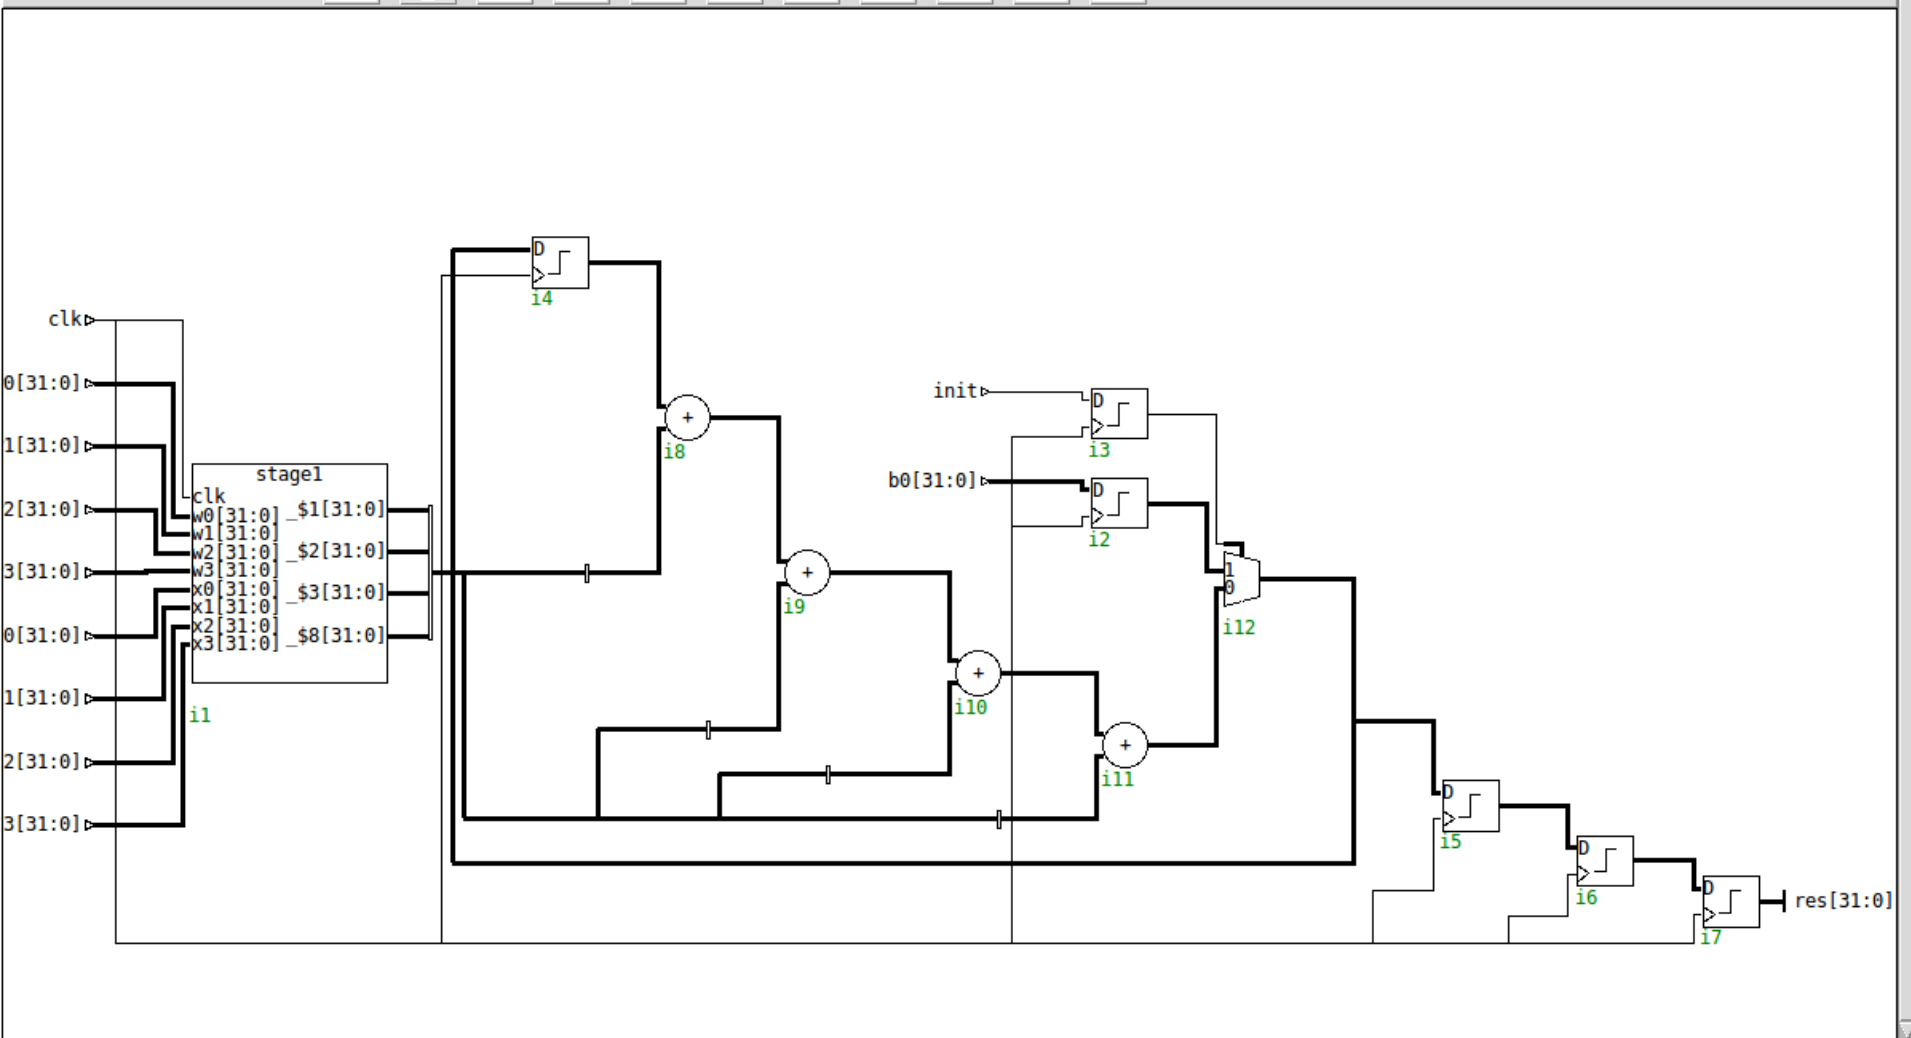 D
i4
clk
0[31:0]
1[31:0]
2[31:0]
3[31:0]
0[31:0]
1[31:0]
2[31:0]
3[31:0]
stage1
clk
w0[31:0]
w1[31:0]
w2[31:0]
w3[31:0]
x0[31:0]
x1[31:0]
x2[31:0]
x3[31:0]
_$1[31:0]
_$2[31:0]
_$3[31:0]
_$8[31:0]
i1
+
i8
+
i9
+
i10
+
i11
init
D
i3
b0[31:0]
D
i2
1
0
i12
D
i5
D
i6
D
i7
res[31:0]